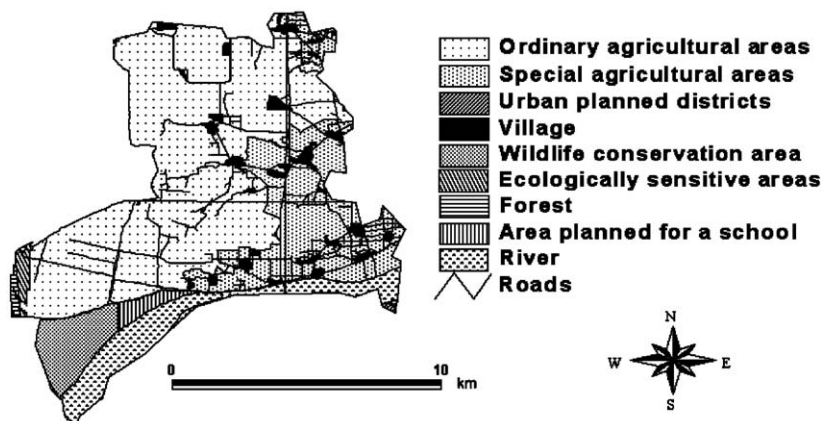 Ordinary agricultural areas
Special agricultural areas
Urban planned districts
Village
Wildlife conservation area
Ecologically sensitive areas
Forest
Area planned for a school
River
Roads
0 10
km
N
W E
S